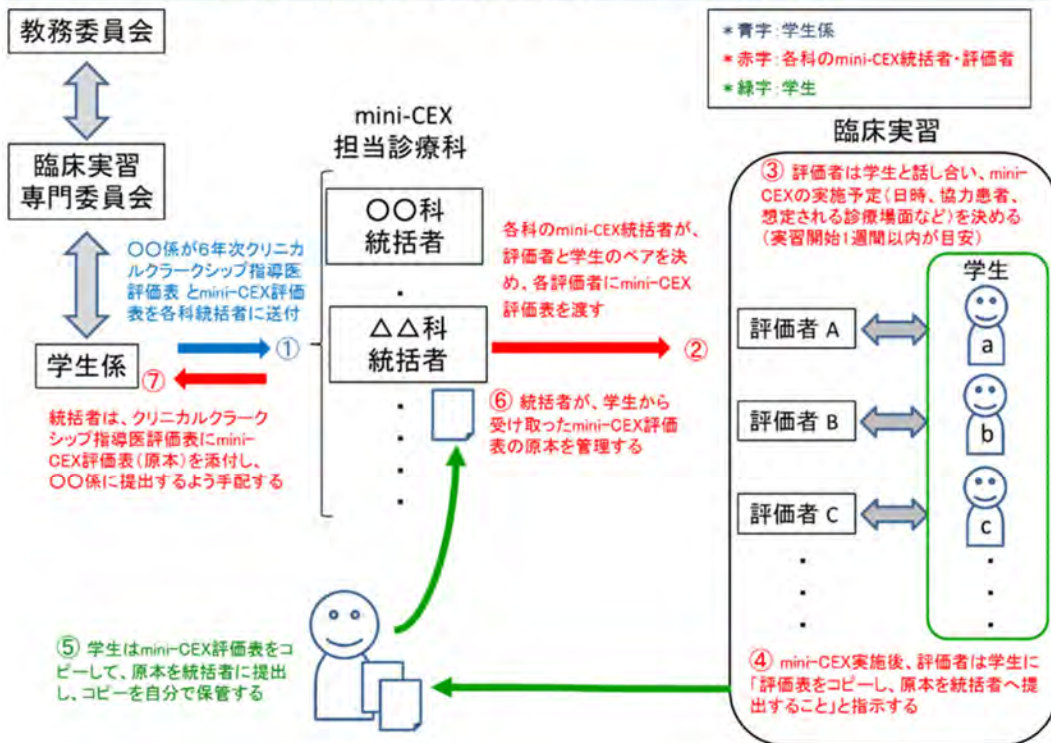 教務委員会
臨床実習
専門委員会
学生係
＊青字：学生係
＊赤字：各科のmini-CEX統括者・評価者
＊緑字：学生
mini-CEX
担当診療科
〇〇科
統括者
・
△△科
統括者
・
・
・
・
〇〇係が6年次クリニカ
ルクラークシップ指導医
評価表 とmini-CEX評価
表を各科統括者に送付
①
各科のmini-CEX統括者が、
評価者と学生のペアを決
め、各評価者にmini-CEX
評価表を渡す
②
臨床実習
③ 評価者は学生と話し合い、mini-
CEXの実施予定（日時、協力患者、
想定される診療場面など）を決める
（実習開始1週間以内が目安）
学生
評価者 A
a
評価者 B
b
評価者 C
c
・
・
・
・
・
・
④ mini-CEX実施後、評価者は学生に
「評価表をコピーし、原本を統括者へ提
出すること」と指示する
⑤ 学生はmini-CEX評価表をコ
ピーして、原本を統括者に提出
し、コピーを自分で保管する
⑥ 統括者が、学生から
受け取ったmini-CEX評価
表の原本を管理する
⑦
統括者は、クリニカルクラーク
シップ指導医評価表にmini-
CEX評価表（原本）を添付し、
〇〇係に提出するよう手配する